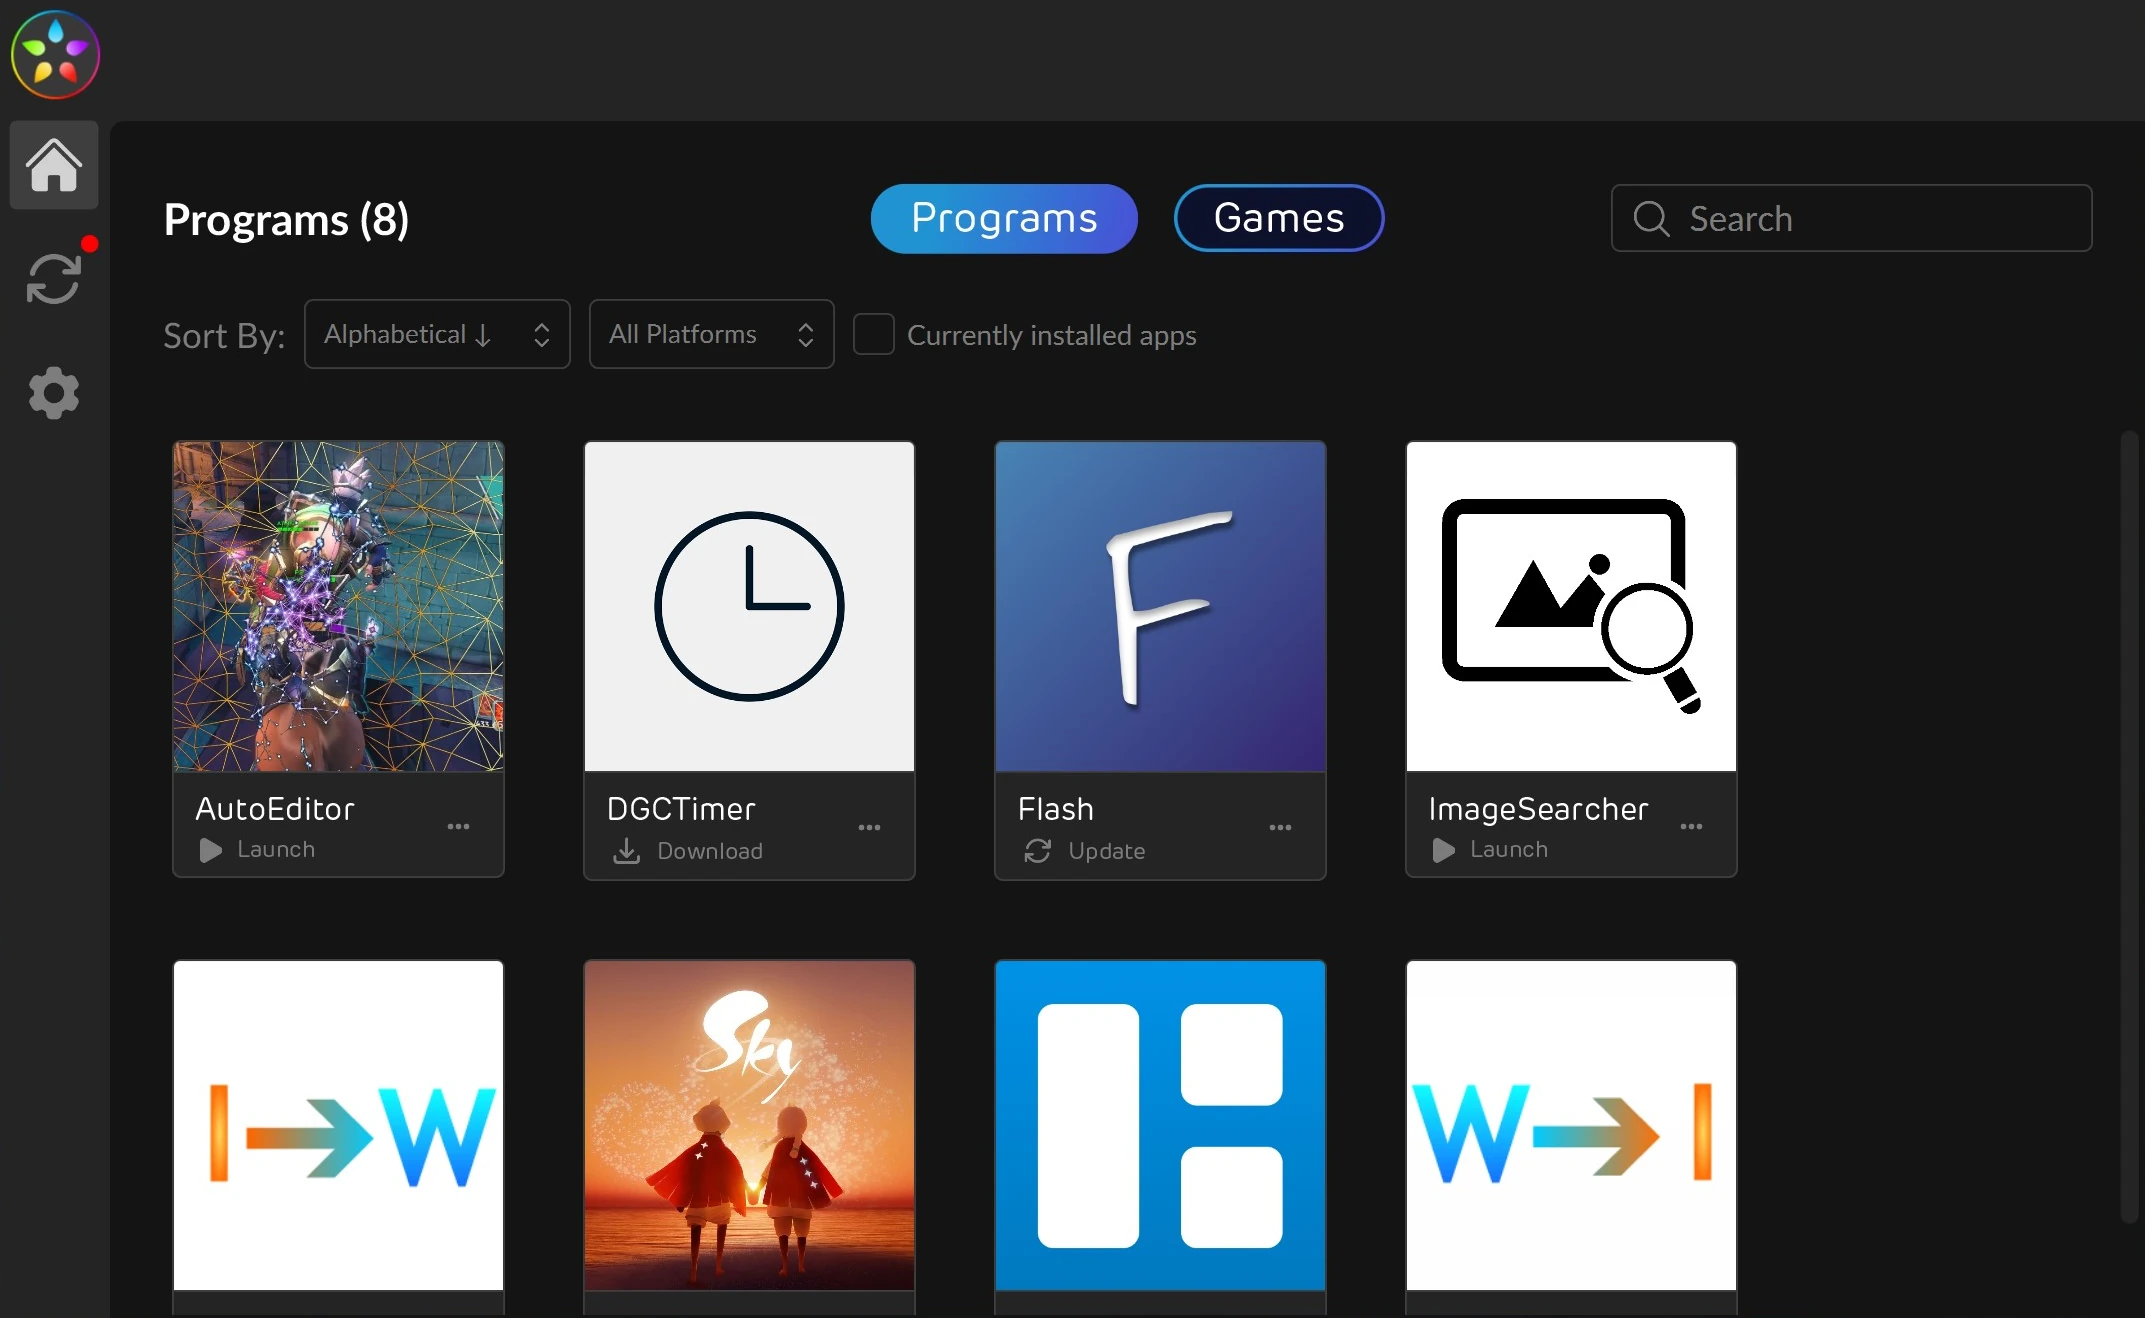 Programs (8)
Programs
Games
Search
Sort By:
Alphabetical ↓
All Platforms
Currently installed apps
AutoEditor
Launch
DGCTimer
Download
Flash
Update
ImageSearcher
Launch
I → W
Sky
W → I